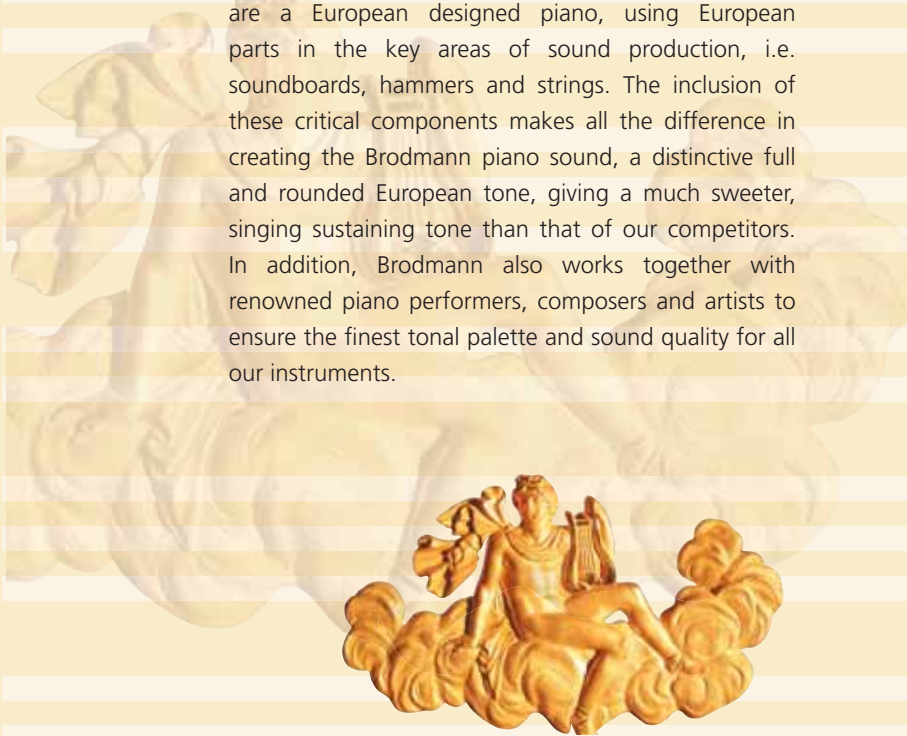 are a European designed piano, using European
parts in the key areas of sound production, i.e.
soundboards, hammers and strings. The inclusion of
these critical components makes all the difference in
creating the Brodmann piano sound, a distinctive full
and rounded European tone, giving a much sweeter,
singing sustaining tone than that of our competitors.
In addition, Brodmann also works together with
renowned piano performers, composers and artists to
ensure the finest tonal palette and sound quality for all
our instruments.